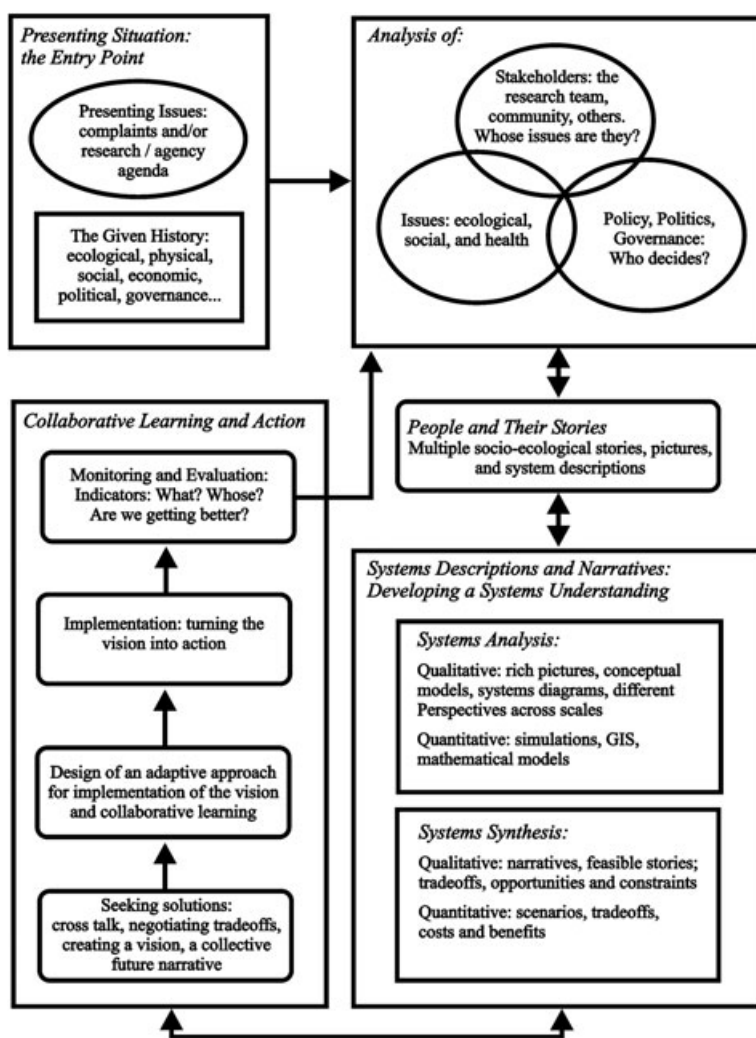 Presenting Situation:
the Entry Point
Presenting Issues:
complaints and/or
research / agency
agenda
The Given History:
ecological, physical,
social, economic,
political, governance...
Analysis of:
Stakeholders: the
research team,
community, others.
Whose issues are they?
Issues: ecological,
social, and health
Policy, Politics,
Governance:
Who decides?
People and Their Stories
Multiple socio-ecological stories, pictures,
and system descriptions
Collaborative Learning and Action
Monitoring and Evaluation:
Indicators: What? Whose?
Are we getting better?
Implementation: turning the
vision into action
Design of an adaptive approach
for implementation of the vision
and collaborative learning
Seeking solutions:
cross talk, negotiating tradeoffs,
creating a vision, a collective
future narrative
Systems Descriptions and Narratives:
Developing a Systems Understanding
Systems Analysis:
Qualitative: rich pictures, conceptual
models, systems diagrams, different
Perspectives across scales
Quantitative: simulations, GIS,
mathematical models
Systems Synthesis:
Qualitative: narratives, feasible stories;
tradeoffs, opportunities and constraints
Quantitative: scenarios, tradeoffs,
costs and benefits